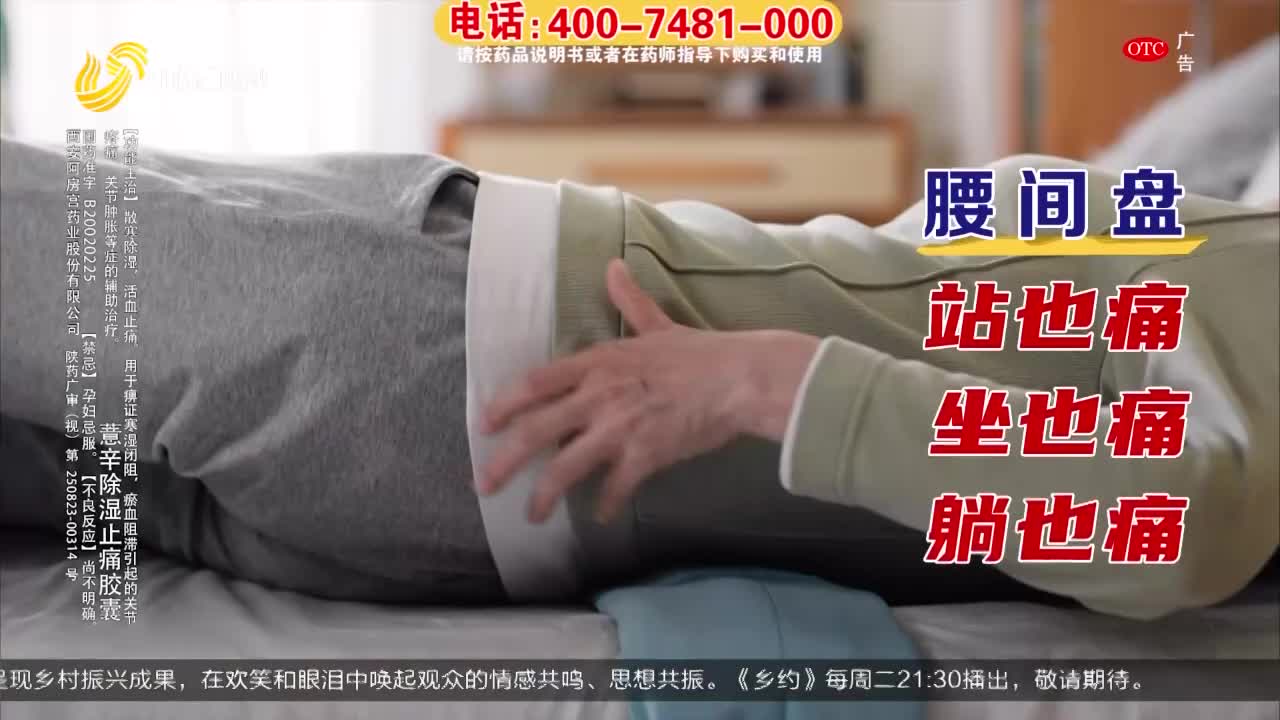 电话:400-7481-000
请按药品说明书或者在药师指导下购买和使用
OTC
广告
【功能主治】散寒除湿,活血止痛,用于痹证寒湿闭阻,瘀血阻滞引起的关节
疼痛、关节肿胀等症的辅助治疗。
薏辛除湿止痛胶囊
国药准字 B20020225 【禁忌】孕妇忌服。【不良反应】尚不明确。
西安阿房宫药业股份有限公司 陕药广审(视)第 250823-00314 号
腰间盘
站也痛
坐也痛
躺也痛
呈现乡村振兴成果,在欢笑和眼泪中唤起观众的情感共鸣、思想共振。《乡约》每周二21:30播出,敬请期待。